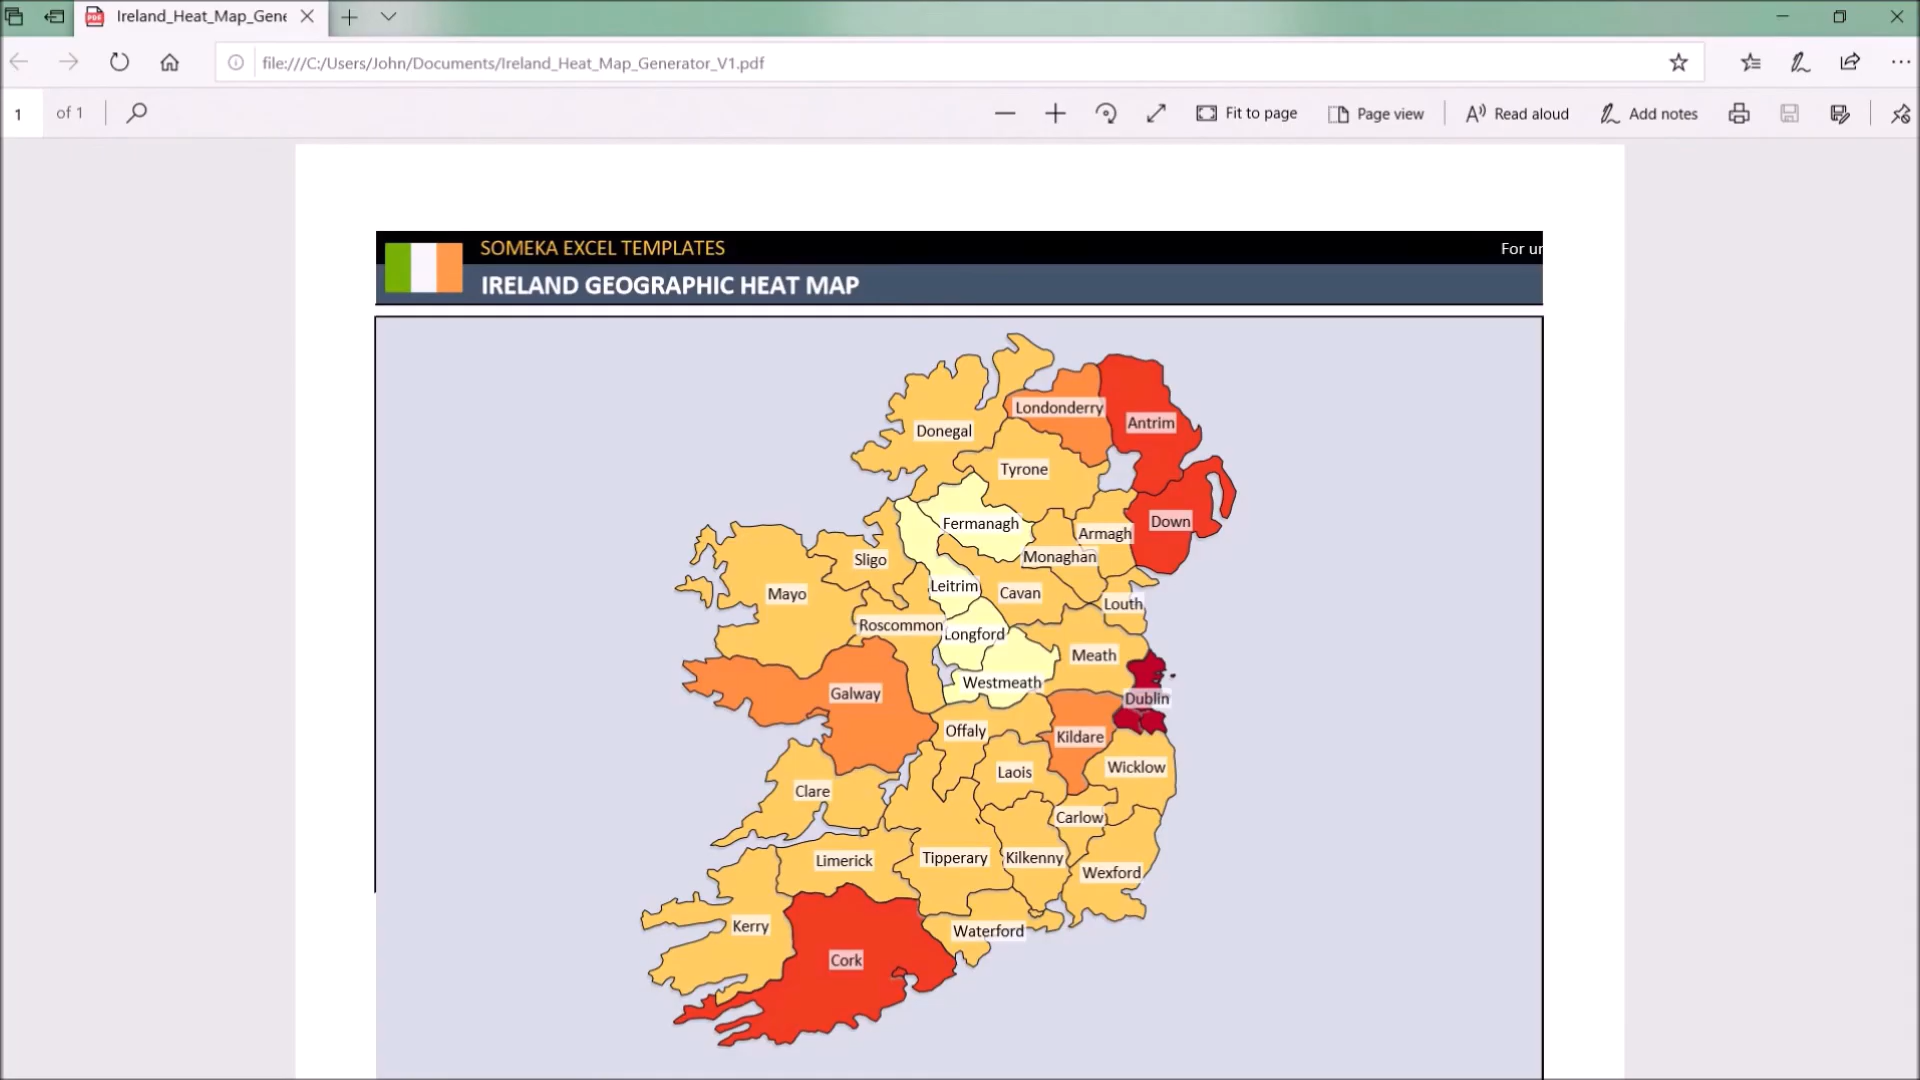 Ireland_Heat_Map_Gene
file:///C:/Users/John/Documents/Ireland_Heat_Map_Generator_V1.pdf
1 of 1
Fit to page
Page view
Read aloud
Add notes
PDF
SOMEKA EXCEL TEMPLATES
For un
IRELAND GEOGRAPHIC HEAT MAP
Londonderry
Antrim
Donegal
Tyrone
Down
Fermanagh
Armagh
Monaghan
Sligo
Leitrim
Cavan
Mayo
Louth
Roscommon
Longford
Meath
Westmeath
Galway
Dublin
Offaly
Kildare
Wicklow
Laois
Clare
Carlow
Limerick
Tipperary
Kilkenny
Wexford
Kerry
Waterford
Cork